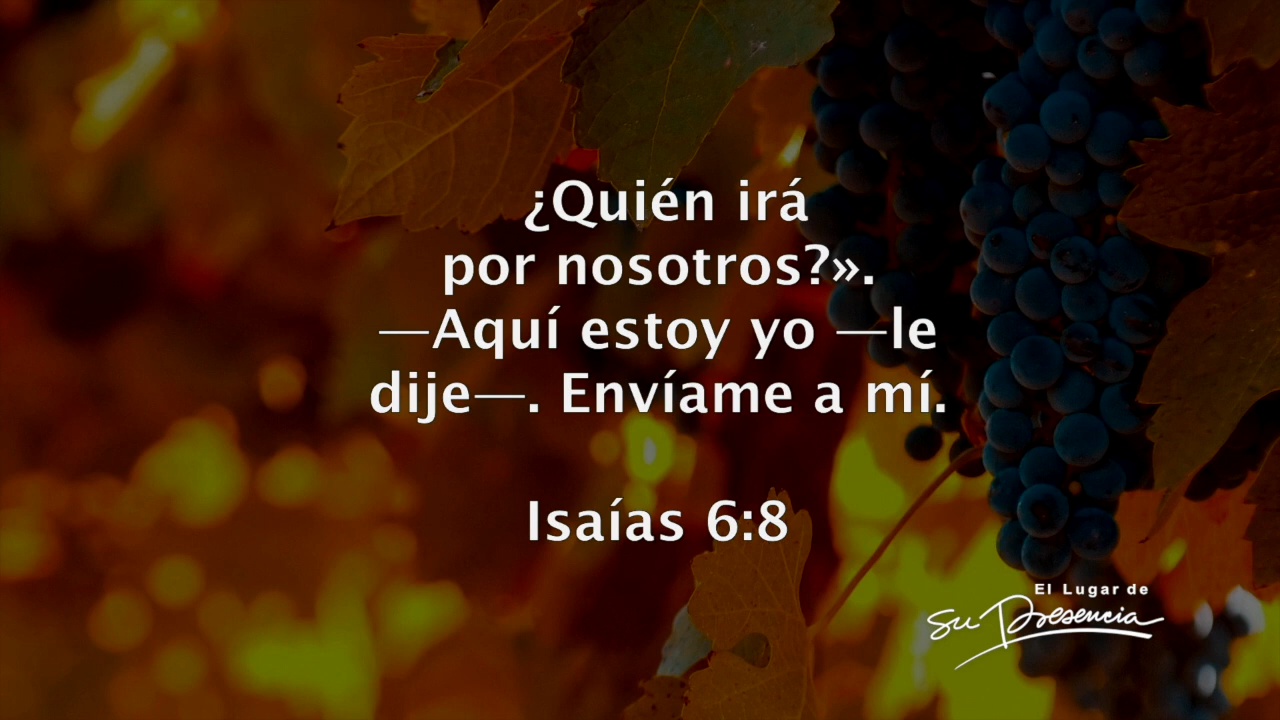 ¿Quién irá
por nosotros?».
—Aquí estoy yo —le
dije—. Envíame a mí.
Isaías 6:8
El Lugar de
Su Presencia